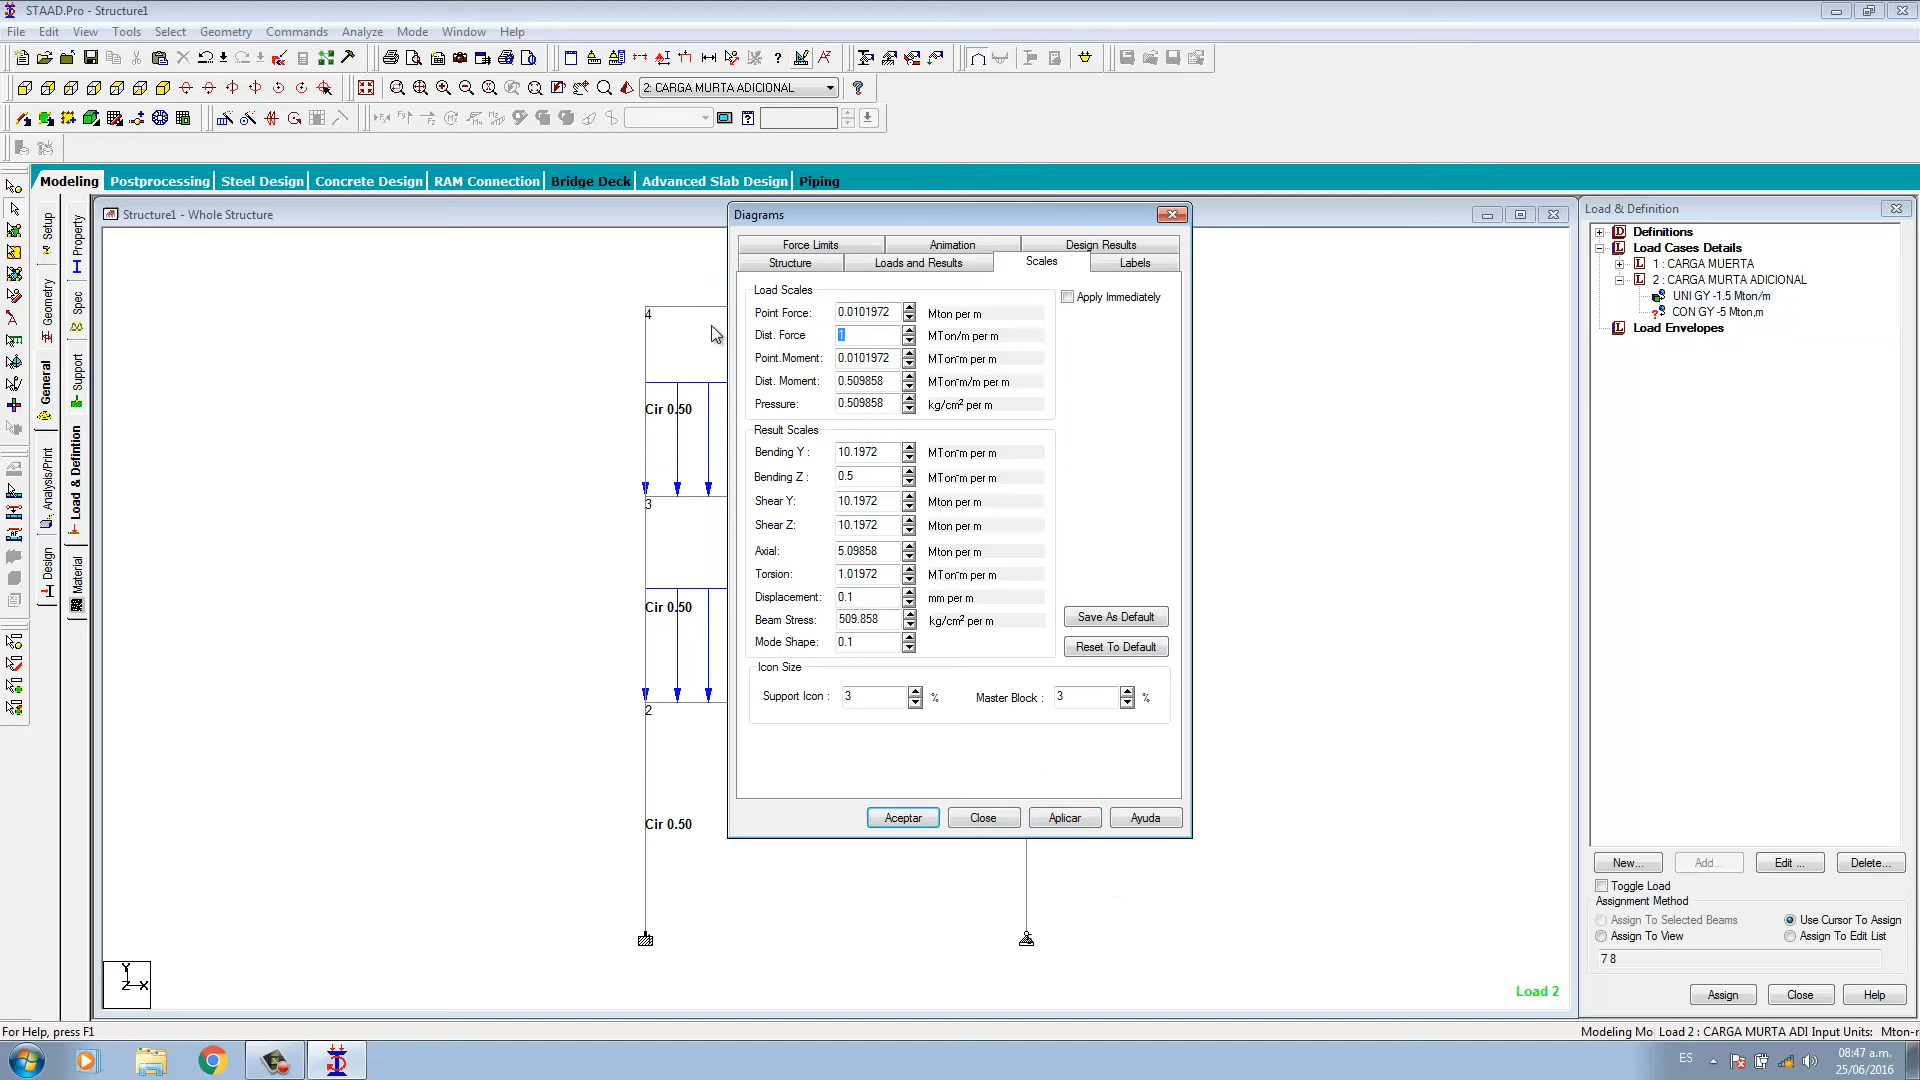 STAAD.Pro - Structure1
File Edit View Tools Select Geometry Commands Analyze Mode Window Help
2: CARGA MURTA ADICIONAL
Modeling Postprocessing Steel Design Concrete Design RAM Connection Bridge Deck Advanced Slab Design Piping
Setup
Geometry
General
Analysis/Print
Design
Property
Spec
Support
Load & Definition
Material
Structure1 - Whole Structure
4
Cir 0.50
3
Cir 0.50
2
Cir 0.50
Y
Z X
Load 2
Diagrams
Force Limits Animation Design Results
Structure Loads and Results Scales Labels
Load Scales
Apply Immediately
Point Force: 0.0101972 Mton per m
Dist. Force 1 MTon/m per m
Point.Moment: 0.0101972 MTon-m per m
Dist. Moment: 0.509858 MTon-m/m per m
Pressure: 0.509858 kg/cm2 per m
Result Scales
Bending Y : 10.1972 MTon-m per m
Bending Z : 0.5 MTon-m per m
Shear Y: 10.1972 Mton per m
Shear Z: 10.1972 Mton per m
Axial: 5.09858 Mton per m
Torsion: 1.01972 MTon-m per m
Displacement: 0.1 mm per m
Beam Stress: 509.858 kg/cm2 per m
Mode Shape: 0.1
Save As Default
Reset To Default
Icon Size
Support Icon : 3 % Master Block : 3 %
Aceptar Close Aplicar Ayuda
Load & Definition
Definitions
Load Cases Details
1 : CARGA MUERTA
2 : CARGA MURTA ADICIONAL
UNI GY -1.5 Mton/m
CON GY -5 Mton,m
Load Envelopes
New... Add... Edit ... Delete...
Toggle Load
Assignment Method
Assign To Selected Beams Use Cursor To Assign
Assign To View Assign To Edit List
7 8
Assign Close Help
For Help, press F1
Modeling Mo Load 2 : CARGA MURTA ADI Input Units: Mton-r
ES
08:47 a.m.
25/06/2016